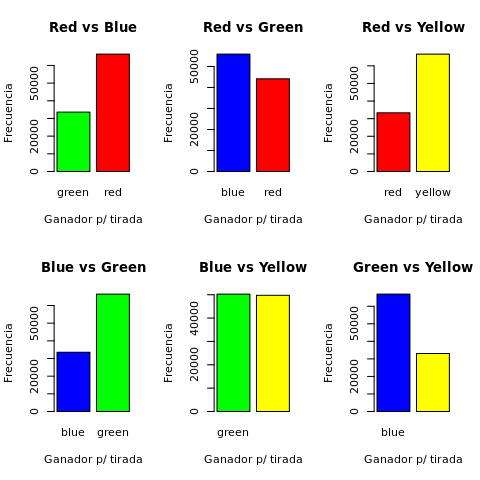 Red vs Blue
Frecuencia
0 20000 50000
green red
Ganador p/ tirada
Red vs Green
Frecuencia
0 20000 50000
blue red
Ganador p/ tirada
Red vs Yellow
Frecuencia
0 20000 50000
red yellow
Ganador p/ tirada
Blue vs Green
Frecuencia
0 20000 50000
blue green
Ganador p/ tirada
Blue vs Yellow
Frecuencia
0 20000 40000
green
Ganador p/ tirada
Green vs Yellow
Frecuencia
0 20000 50000
blue
Ganador p/ tirada